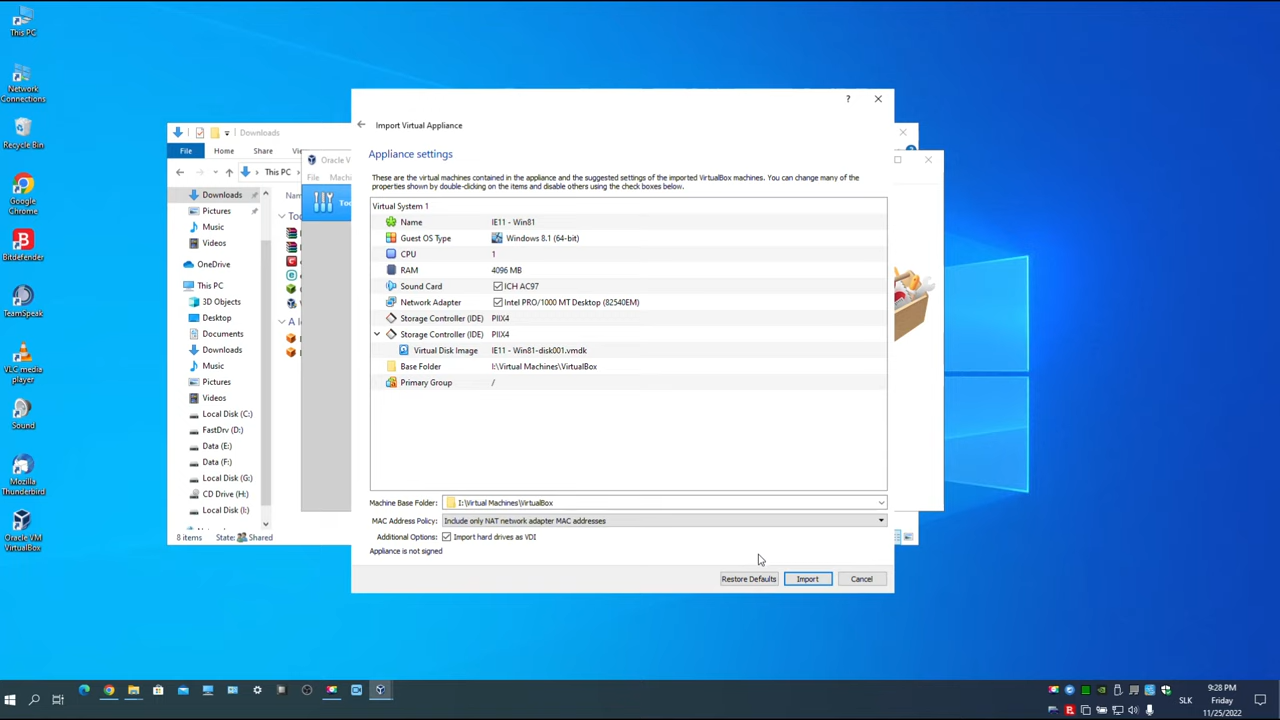 This PC
Network
Connections
Recycle Bin
Google
Chrome
Bitdefender
TeamSpeak
VLC media
player
Sound
Mozilla
Thunderbird
Oracle VM
VirtualBox
Downloads
File
Home
Share
This PC
Downloads
Pictures
Music
Videos
OneDrive
This PC
3D Objects
Desktop
Documents
Downloads
Music
Pictures
Videos
Local Disk (C:)
FastDrv (D:)
Data (E:)
Data (F:)
Local Disk (G:)
CD Drive (H:)
Local Disk (I:)
8 items
State:
Shared
Oracle V
File
Import Virtual Appliance
Appliance settings
These are the virtual machines contained in the appliance and the suggested settings of the imported VirtualBox machines. You can change many of the
properties shown by double-clicking on the items and disable others using the check boxes below.
Virtual System 1
Name IE11 - Win81
Guest OS Type Windows 8.1 (64-bit)
CPU 1
RAM 4096 MB
Sound Card ICH AC97
Network Adapter Intel PRO/1000 MT Desktop (82540EM)
Storage Controller (IDE) PIIX4
Storage Controller (IDE) PIIX4
Virtual Disk Image IE11 - Win81-disk001.vmdk
Base Folder I:\Virtual Machines\VirtualBox
Primary Group /
Machine Base Folder: I:\Virtual Machines\VirtualBox
MAC Address Policy: Include only NAT network adapter MAC addresses
Additional Options: Import hard drives as VDI
Appliance is not signed
Restore Defaults Import Cancel
SLK
9:28 PM
Friday
11/25/2022